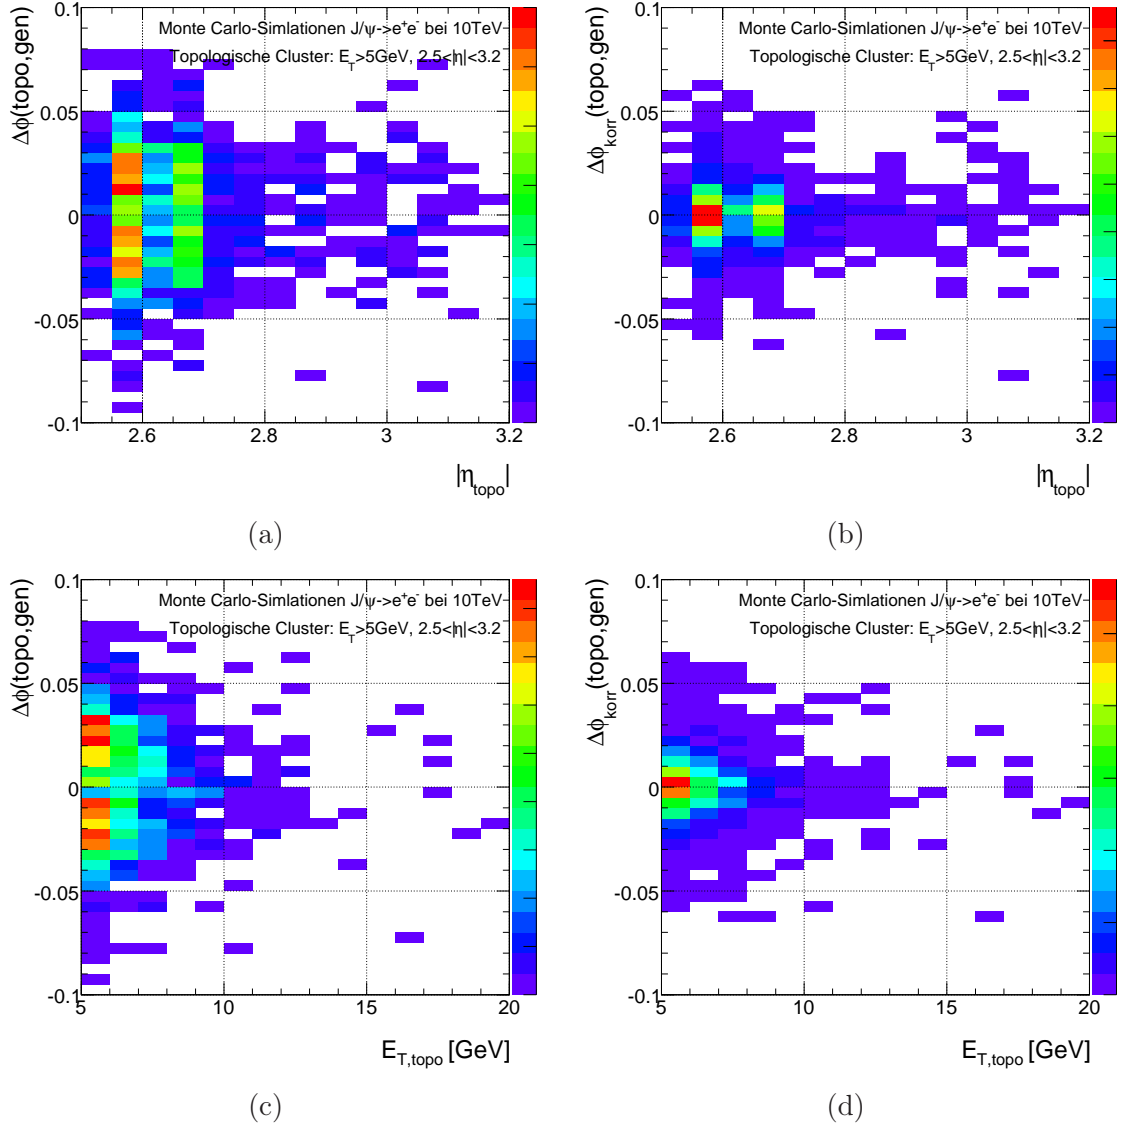 Monte Carlo-Simlationen J/ψ->e⁺e⁻ bei 10TeV
Topologische Cluster: E_T>5GeV, 2.5<|η|<3.2
Δϕ(topo,gen)
0.1
0.05
0
-0.05
-0.1
2.6 2.8 3 3.2
|η_topo|
(a)
Monte Carlo-Simlationen J/ψ->e⁺e⁻ bei 10TeV
Topologische Cluster: E_T>5GeV, 2.5<|η|<3.2
Δϕ_korr(topo,gen)
0.1
0.05
0
-0.05
-0.1
2.6 2.8 3 3.2
|η_topo|
(b)
Monte Carlo-Simlationen J/ψ->e⁺e⁻ bei 10TeV
Topologische Cluster: E_T>5GeV, 2.5<|η|<3.2
Δϕ(topo,gen)
0.1
0.05
0
-0.05
-0.1
5 10 15 20
E_T,topo [GeV]
(c)
Monte Carlo-Simlationen J/ψ->e⁺e⁻ bei 10TeV
Topologische Cluster: E_T>5GeV, 2.5<|η|<3.2
Δϕ_korr(topo,gen)
0.1
0.05
0
-0.05
-0.1
5 10 15 20
E_T,topo [GeV]
(d)